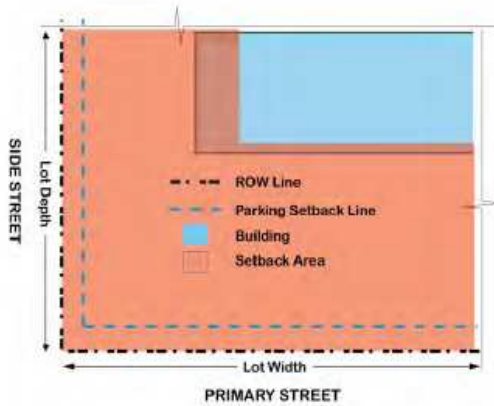 SIDE STREET
Lot Depth
ROW Line
Parking Setback Line
Building
Setback Area
Lot Width
PRIMARY STREET